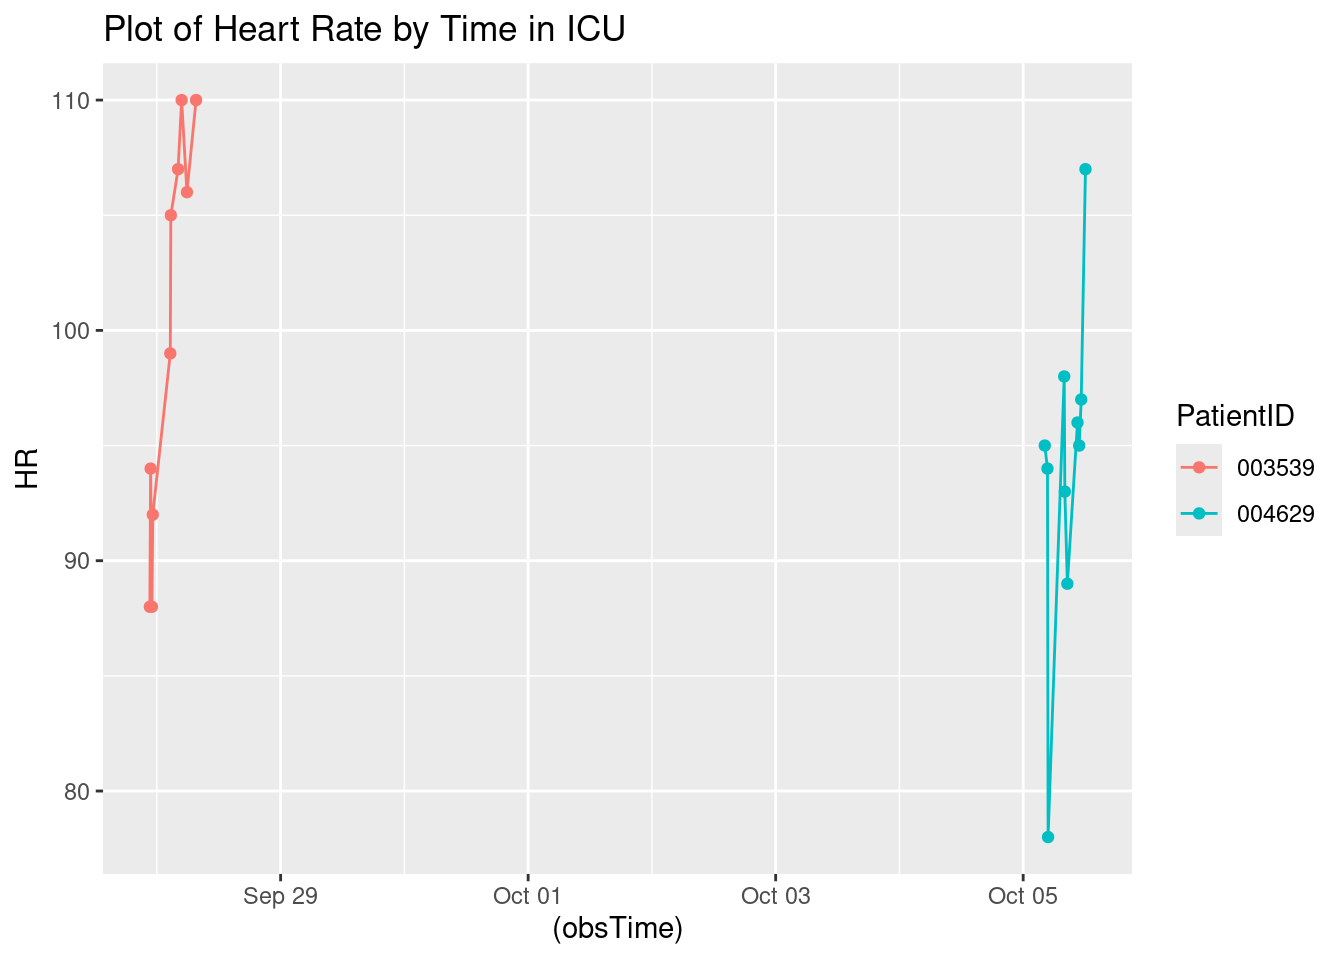 Plot of Heart Rate by Time in ICU
110
100
90
80
HR
Sep 29
Oct 01
Oct 03
Oct 05
(obsTime)
PatientID
003539
004629